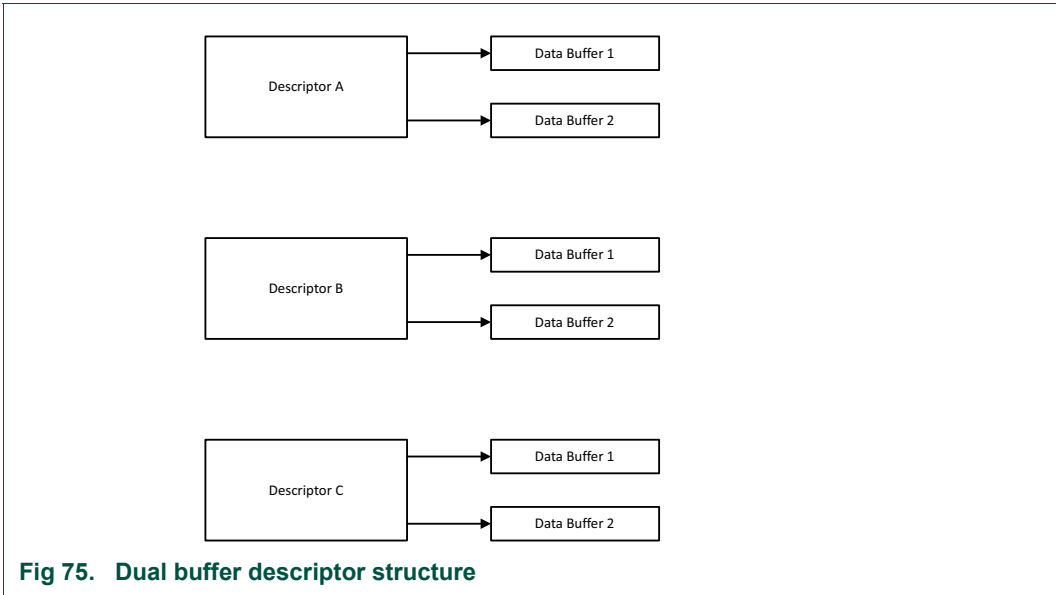 Descriptor A
Data Buffer 1
Data Buffer 2
Descriptor B
Data Buffer 1
Data Buffer 2
Descriptor C
Data Buffer 1
Data Buffer 2
Fig 75. Dual buffer descriptor structure